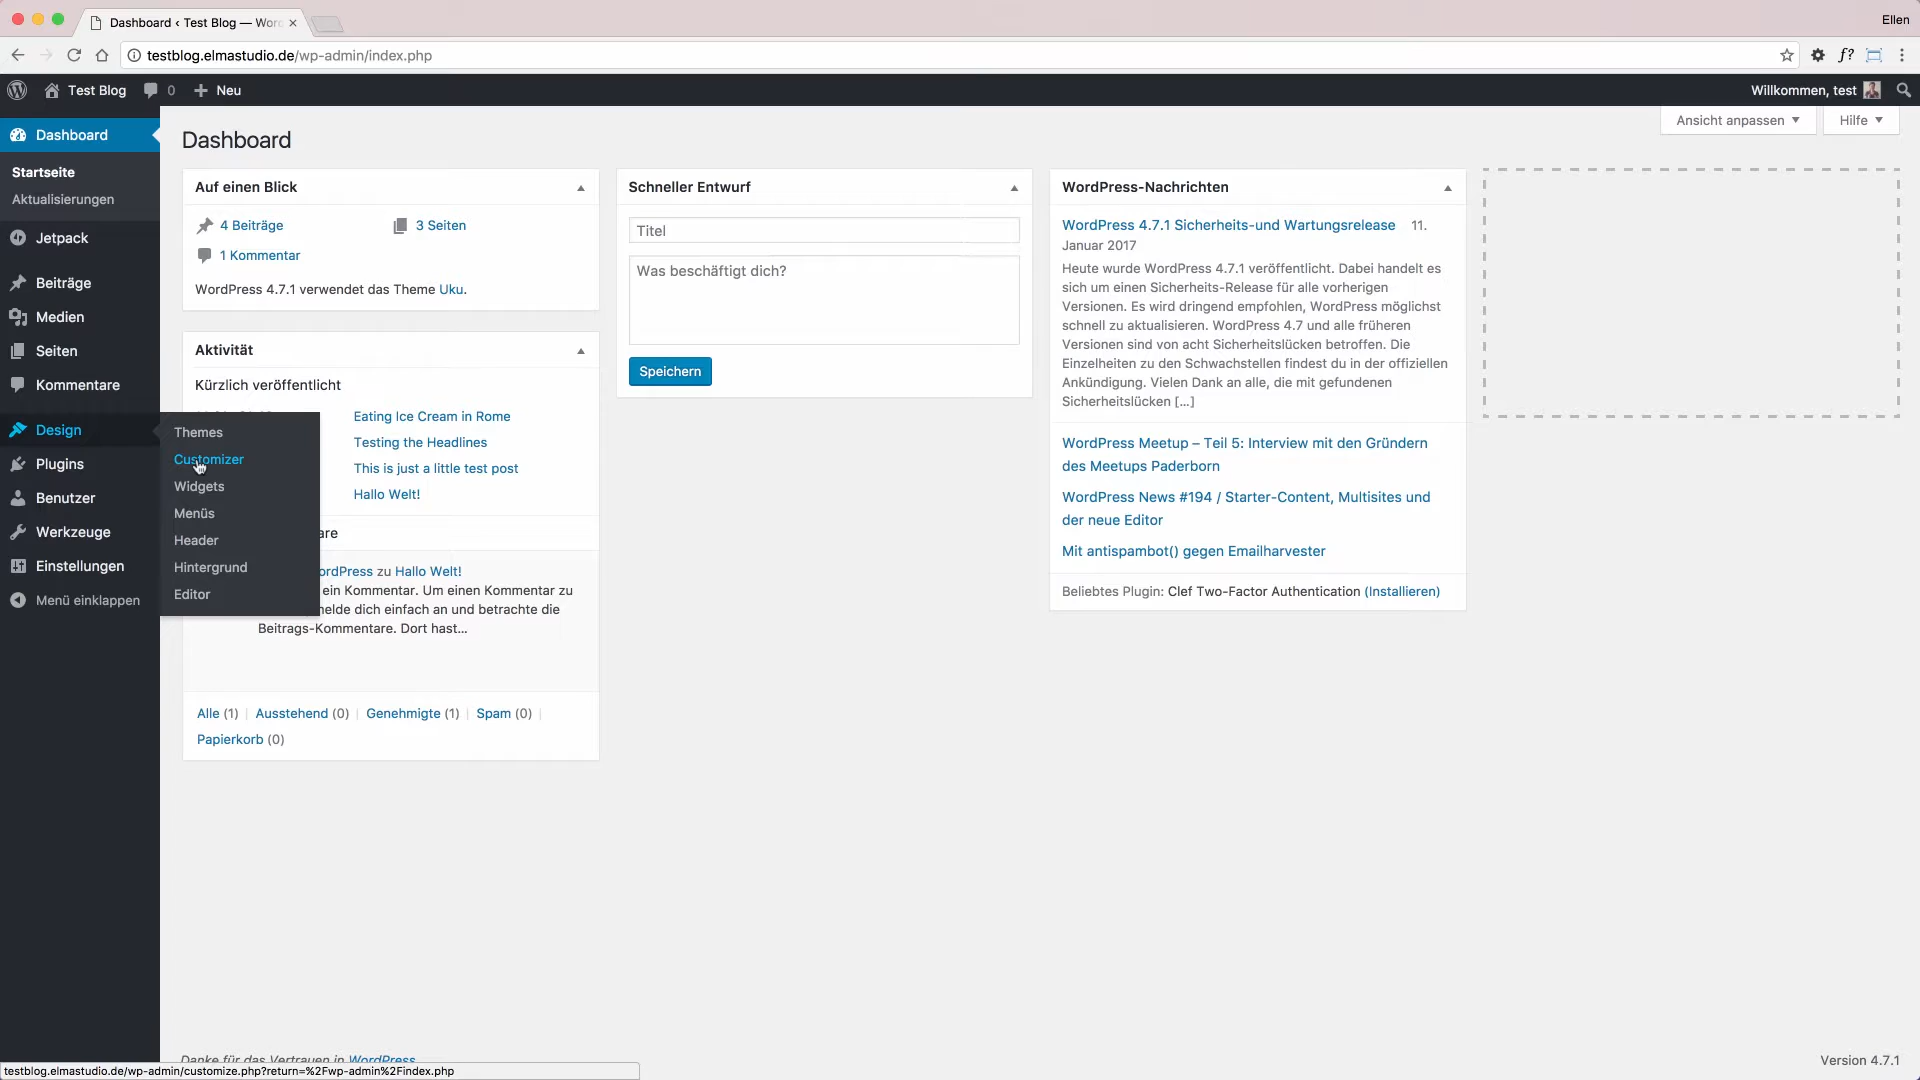 Dashboard ‹ Test Blog — Wor
Ellen
testblog.elmastudio.de/wp-admin/index.php
f?
Test Blog
0
Neu
Willkommen, test
Dashboard
Startseite
Aktualisierungen
Jetpack
Beiträge
Medien
Seiten
Kommentare
Design
Plugins
Benutzer
Werkzeuge
Einstellungen
Menü einklappen
Themes
Customizer
Widgets
Menüs
Header
Hintergrund
Editor
Dashboard
Ansicht anpassen
Hilfe
Auf einen Blick
4 Beiträge
3 Seiten
1 Kommentar
WordPress 4.7.1 verwendet das Theme Uku.
Aktivität
Kürzlich veröffentlicht
Eating Ice Cream in Rome
Testing the Headlines
This is just a little test post
Hallo Welt!
are
ordPress zu Hallo Welt!
ein Kommentar. Um einen Kommentar zu
melde dich einfach an und betrachte die
Beitrags-Kommentare. Dort hast...
Alle (1) | Ausstehend (0) | Genehmigte (1) | Spam (0) |
Papierkorb (0)
Schneller Entwurf
Titel
Was beschäftigt dich?
Speichern
WordPress-Nachrichten
WordPress 4.7.1 Sicherheits-und Wartungsrelease 11.
Januar 2017
Heute wurde WordPress 4.7.1 veröffentlicht. Dabei handelt es
sich um einen Sicherheits-Release für alle vorherigen
Versionen. Es wird dringend empfohlen, WordPress möglichst
schnell zu aktualisieren. WordPress 4.7 und alle früheren
Versionen sind von acht Sicherheitslücken betroffen. Die
Einzelheiten zu den Schwachstellen findest du in der offiziellen
Ankündigung. Vielen Dank an alle, die mit gefundenen
Sicherheitslücken [...]
WordPress Meetup – Teil 5: Interview mit den Gründern
des Meetups Paderborn
WordPress News #194 / Starter-Content, Multisites und
der neue Editor
Mit antispambot() gegen Emailharvester
Beliebtes Plugin: Clef Two-Factor Authentication (Installieren)
Danke für das Vertrauen in WordPress
Version 4.7.1
testblog.elmastudio.de/wp-admin/customize.php?return=%2Fwp-admin%2Findex.php